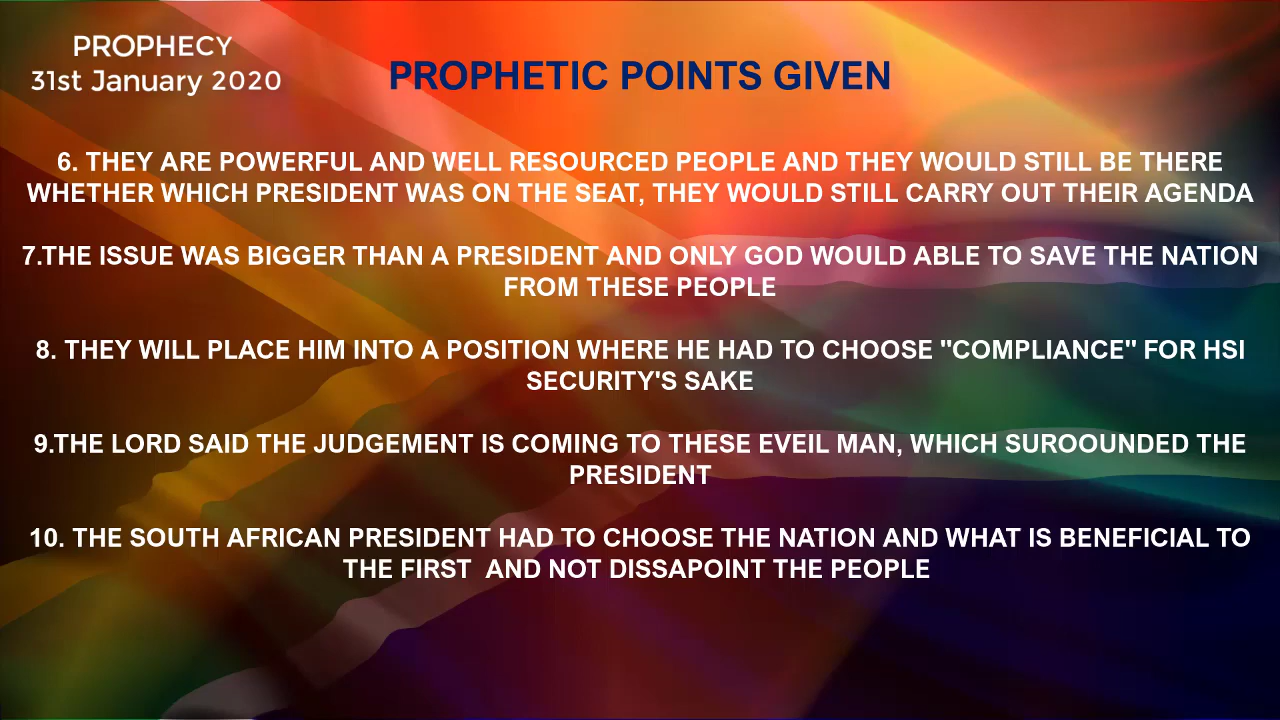 PROPHECY
31st January 2020
PROPHETIC POINTS GIVEN
6. THEY ARE POWERFUL AND WELL RESOURCED PEOPLE AND THEY WOULD STILL BE THERE
WHETHER WHICH PRESIDENT WAS ON THE SEAT, THEY WOULD STILL CARRY OUT THEIR AGENDA
7.THE ISSUE WAS BIGGER THAN A PRESIDENT AND ONLY GOD WOULD ABLE TO SAVE THE NATION
FROM THESE PEOPLE
8. THEY WILL PLACE HIM INTO A POSITION WHERE HE HAD TO CHOOSE "COMPLIANCE" FOR HSI
SECURITY'S SAKE
9.THE LORD SAID THE JUDGEMENT IS COMING TO THESE EVEIL MAN, WHICH SUROOUNDED THE
PRESIDENT
10. THE SOUTH AFRICAN PRESIDENT HAD TO CHOOSE THE NATION AND WHAT IS BENEFICIAL TO
THE FIRST  AND NOT DISSAPOINT THE PEOPLE